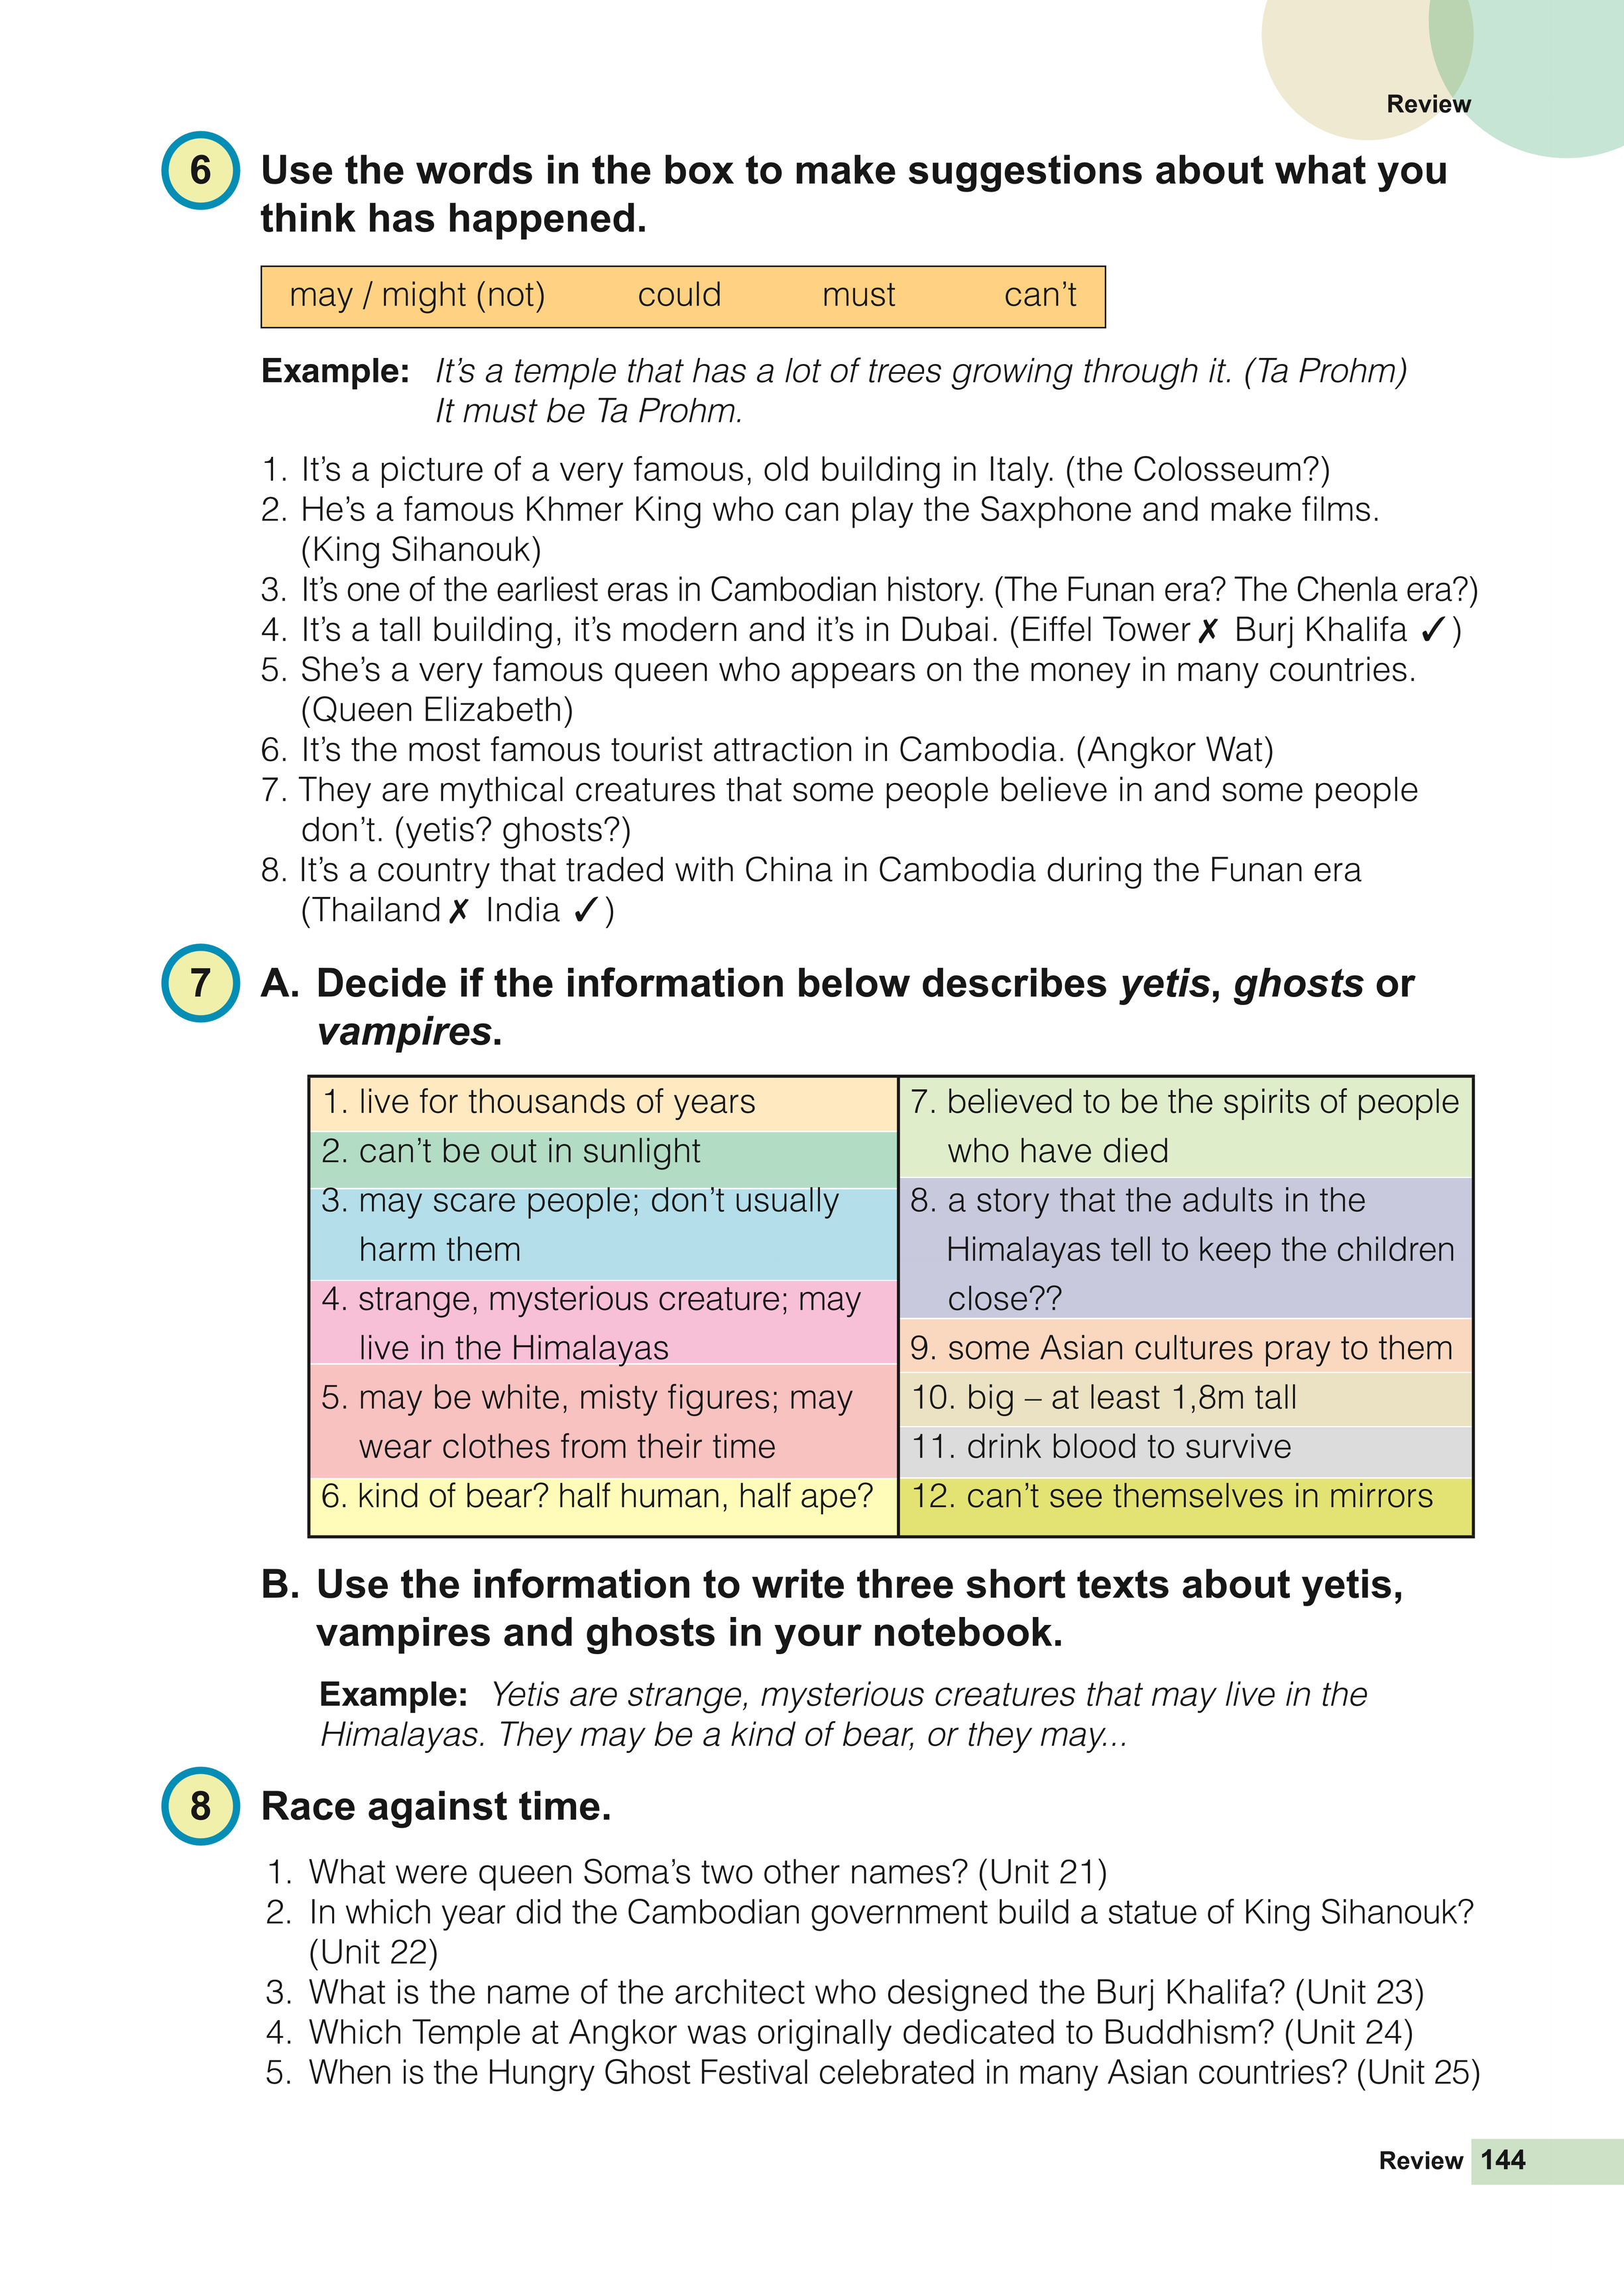 Review
6 Use the words in the box to make suggestions about what you
think has happened.
may / might (not) could must can't
Example: It's a temple that has a lot of trees growing through it. (Ta Prohm)
It must be Ta Prohm.
1. It's a picture of a very famous, old building in Italy. (the Colosseum?)
2. He's a famous Khmer King who can play the Saxphone and make films.
(King Sihanouk)
3. It's one of the earliest eras in Cambodian history. (The Funan era? The Chenla era?)
4. It's a tall building, it's modern and it's in Dubai. (Eiffel Tower ✗ Burj Khalifa ✓)
5. She's a very famous queen who appears on the money in many countries.
(Queen Elizabeth)
6. It's the most famous tourist attraction in Cambodia. (Angkor Wat)
7. They are mythical creatures that some people believe in and some people
don't. (yetis? ghosts?)
8. It's a country that traded with China in Cambodia during the Funan era
(Thailand ✗ India ✓)
7 A. Decide if the information below describes yetis, ghosts or
vampires.
1. live for thousands of years
2. can't be out in sunlight
3. may scare people; don't usually
harm them
4. strange, mysterious creature; may
live in the Himalayas
5. may be white, misty figures; may
wear clothes from their time
6. kind of bear? half human, half ape?
7. believed to be the spirits of people
who have died
8. a story that the adults in the
Himalayas tell to keep the children
close??
9. some Asian cultures pray to them
10. big – at least 1,8m tall
11. drink blood to survive
12. can't see themselves in mirrors
B. Use the information to write three short texts about yetis,
vampires and ghosts in your notebook.
Example: Yetis are strange, mysterious creatures that may live in the
Himalayas. They may be a kind of bear, or they may...
8 Race against time.
1. What were queen Soma's two other names? (Unit 21)
2. In which year did the Cambodian government build a statue of King Sihanouk?
(Unit 22)
3. What is the name of the architect who designed the Burj Khalifa? (Unit 23)
4. Which Temple at Angkor was originally dedicated to Buddhism? (Unit 24)
5. When is the Hungry Ghost Festival celebrated in many Asian countries? (Unit 25)
Review 144